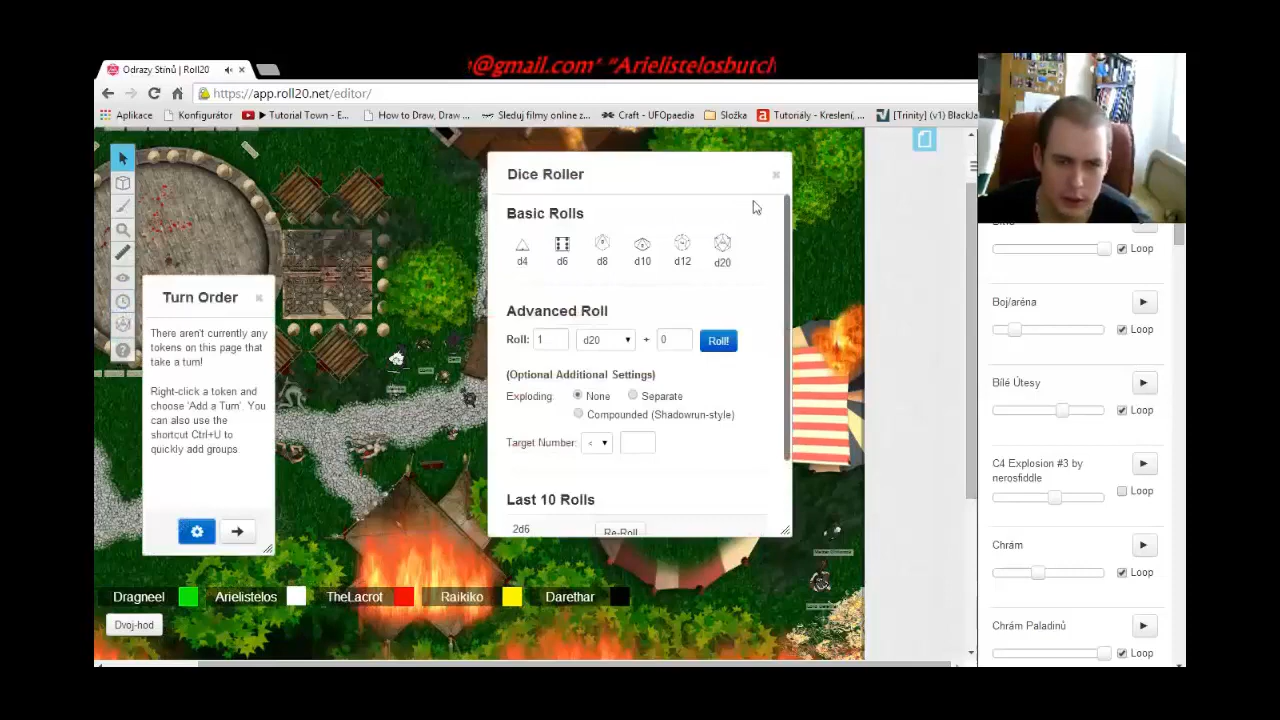 @gmail.com' "Arielistelosbutch
Odrazy Stínů | Roll20
https://app.roll20.net/editor/
Aplikace
Konfigurátor
Tutorial Town - E...
How to Draw, Draw ...
Sleduj filmy online z...
Craft - UFOpaedia
Složka
Tutoriály - Kreslení, ...
[Trinity] (v1) BlackJa
Dice Roller
Basic Rolls
d4 d6 d8 d10 d12 d20
Advanced Roll
Roll: 1 d20 + 0 Roll!
(Optional Additional Settings)
Exploding: None Separate
Compounded (Shadowrun-style)
Target Number: <
Last 10 Rolls
2d6 Re-Roll
Turn Order
There aren't currently any
tokens on this page that
take a turn!
Right-click a token and
choose 'Add a Turn'. You
can also use the
shortcut Ctrl+U to
quickly add groups.
Dragneel
Arielistelos
TheLacrot
Raikiko
Darethar
Dvoj-hod
Loop
Boj/aréna
Loop
Bílé Útesy
Loop
C4 Explosion #3 by
nerosfiddle
Loop
Chrám
Loop
Chrám Paladinů
Loop